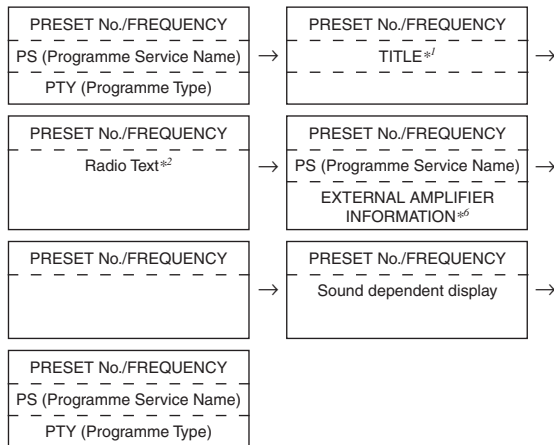 PRESET No./FREQUENCY
PS (Programme Service Name)
PTY (Programme Type)
→
PRESET No./FREQUENCY
TITLE*1
→
PRESET No./FREQUENCY
Radio Text*2
→
PRESET No./FREQUENCY
PS (Programme Service Name)
EXTERNAL AMPLIFIER
INFORMATION*6
→
PRESET No./FREQUENCY
→
PRESET No./FREQUENCY
Sound dependent display
→
PRESET No./FREQUENCY
PS (Programme Service Name)
PTY (Programme Type)